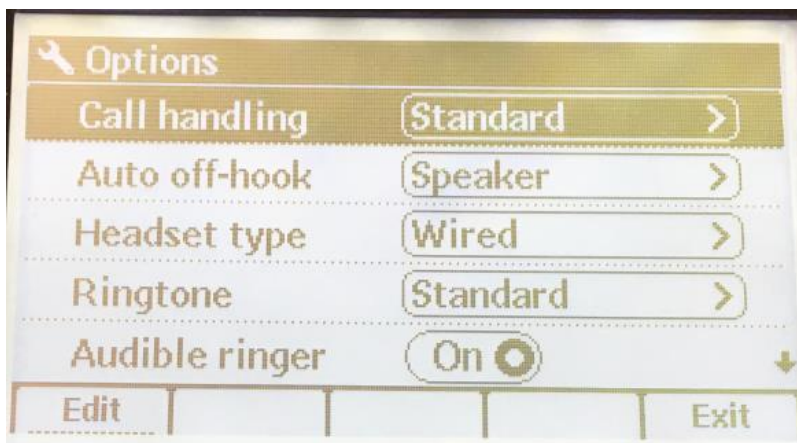 Options
Call handling Standard
Auto off-hook Speaker
Headset type Wired
Ringtone Standard
Audible ringer On
Edit Exit